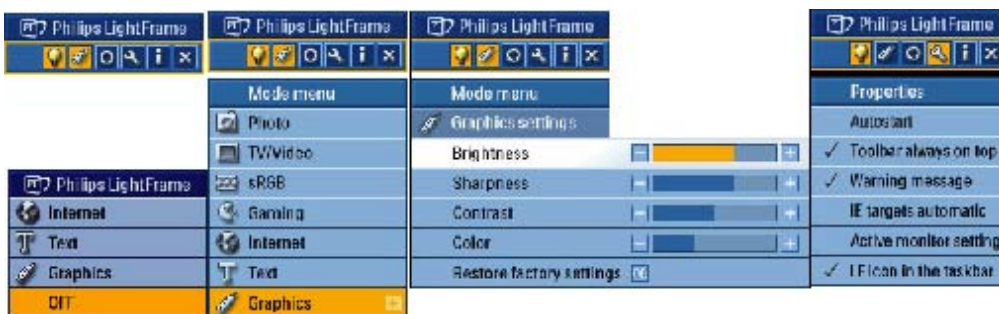 Philips LightFrame
Philips LightFrame
Internet
Text
Graphics
Off
Philips LightFrame
Mode menu
Photo
TV/Video
sRGB
Gaming
Internet
Text
Graphics
Philips LightFrame
Mode menu
Graphics settings
Brightness
Sharpness
Contrast
Color
Restore factory settings
Philips LightFrame
Properties
Autostart
Toolbar always on top
Warning message
IE targets automatic
Active monitor setting
LF icon in the taskbar